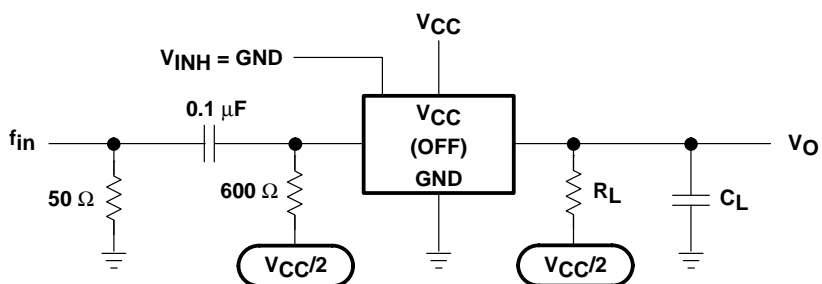 VCC
VINH = GND
0.1 μF
fin
VCC
(OFF)
GND
VO
50 Ω
600 Ω
RL
CL
VCC/2
VCC/2